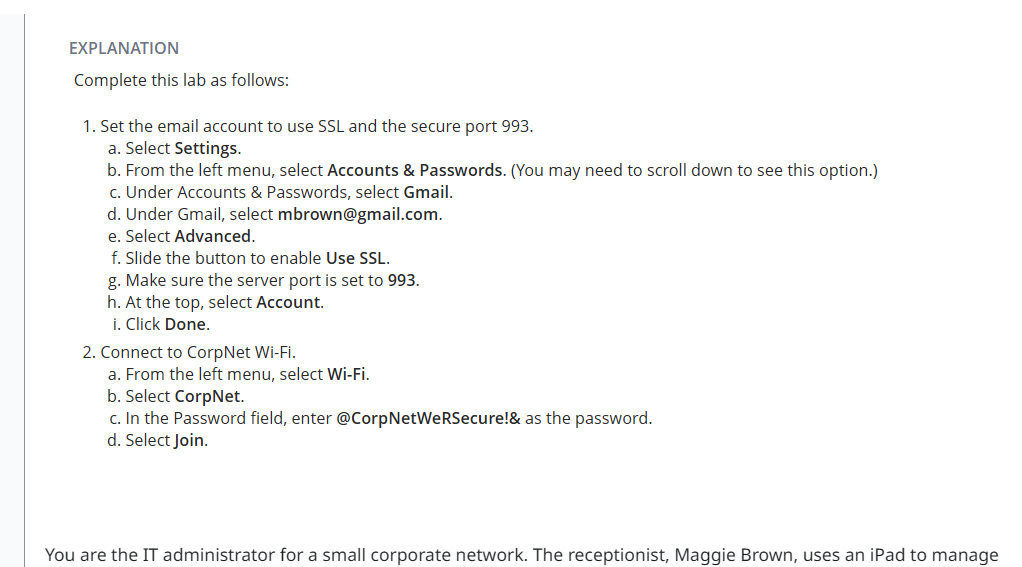 EXPLANATION
Complete this lab as follows:
1. Set the email account to use SSL and the secure port 993.
a. Select Settings.
b. From the left menu, select Accounts & Passwords. (You may need to scroll down to see this option.)
c. Under Accounts & Passwords, select Gmail.
d. Under Gmail, select mbrown@gmail.com.
e. Select Advanced.
f. Slide the button to enable Use SSL.
g. Make sure the server port is set to 993.
h. At the top, select Account.
i. Click Done.
2. Connect to CorpNet Wi-Fi.
a. From the left menu, select Wi-Fi.
b. Select CorpNet.
c. In the Password field, enter @CorpNetWeRSecure!& as the password.
d. Select Join.
You are the IT administrator for a small corporate network. The receptionist, Maggie Brown, uses an iPad to manage